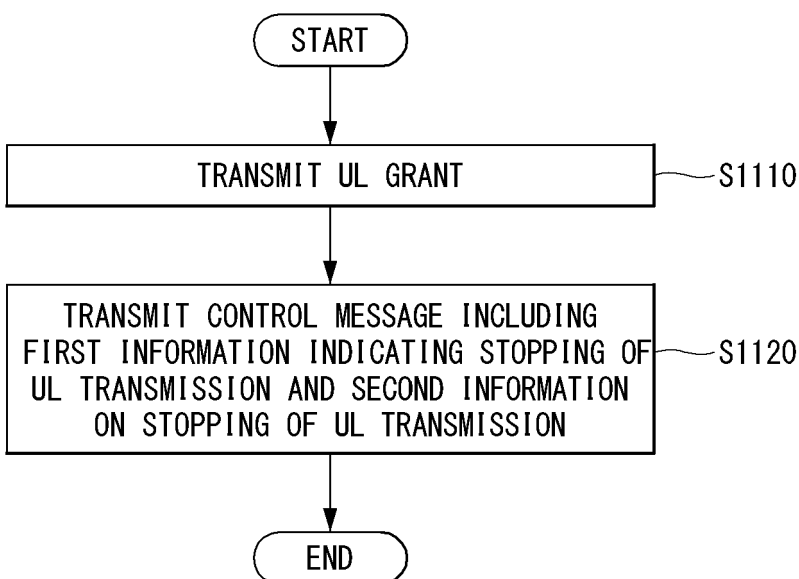 START
TRANSMIT UL GRANT
S1110
TRANSMIT CONTROL MESSAGE INCLUDING
FIRST INFORMATION INDICATING STOPPING OF
UL TRANSMISSION AND SECOND INFORMATION
ON STOPPING OF UL TRANSMISSION
S1120
END